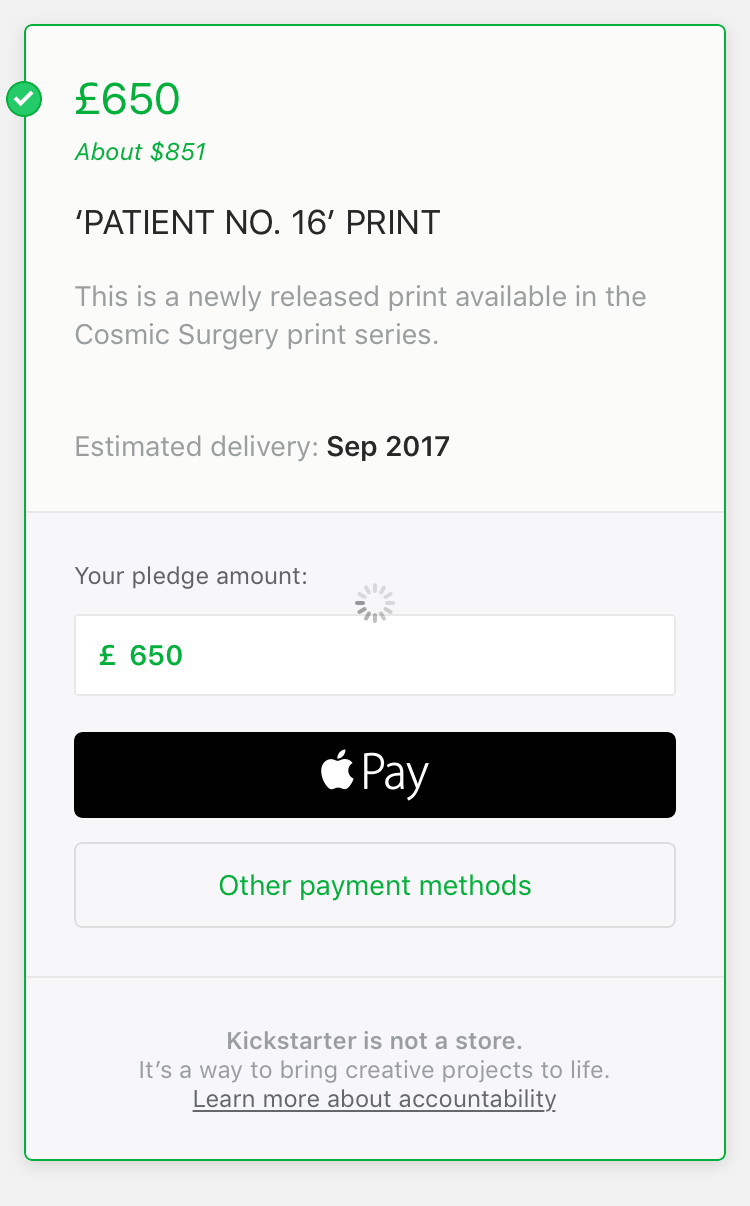 £650
About $851
‘PATIENT NO. 16’ PRINT
This is a newly released print available in the
Cosmic Surgery print series.
Estimated delivery: Sep 2017
Your pledge amount:
£ 650
Pay
Other payment methods
Kickstarter is not a store.
It’s a way to bring creative projects to life.
Learn more about accountability